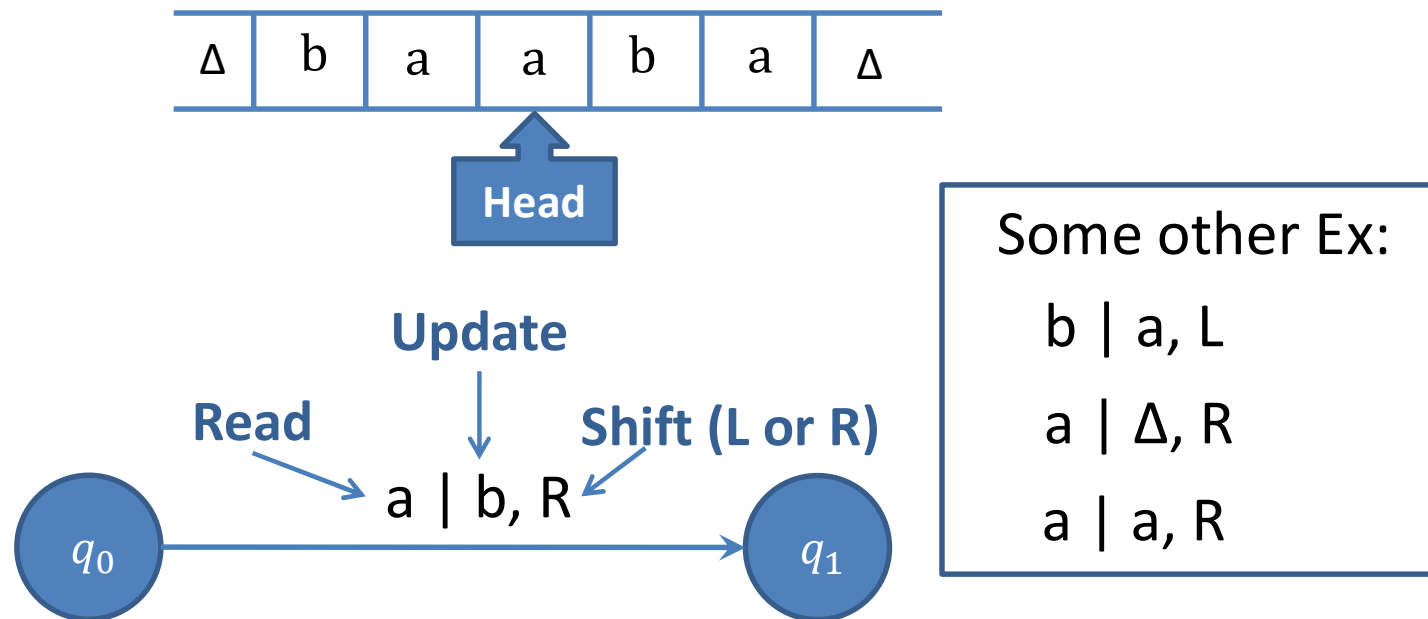 Δ b a a b a Δ
Head
Some other Ex:
b | a, L
a | Δ, R
a | a, R
Update
Read
Shift (L or R)
a | b, R
q₀
q₁